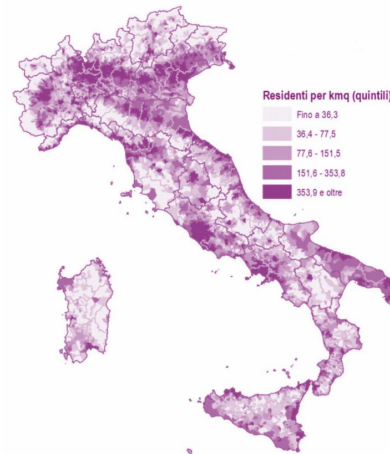 Residenti per kmq (quintili)
Fino a 36,3
36,4 - 77,5
77,6 - 151,5
151,6 - 353,8
353,9 e oltre